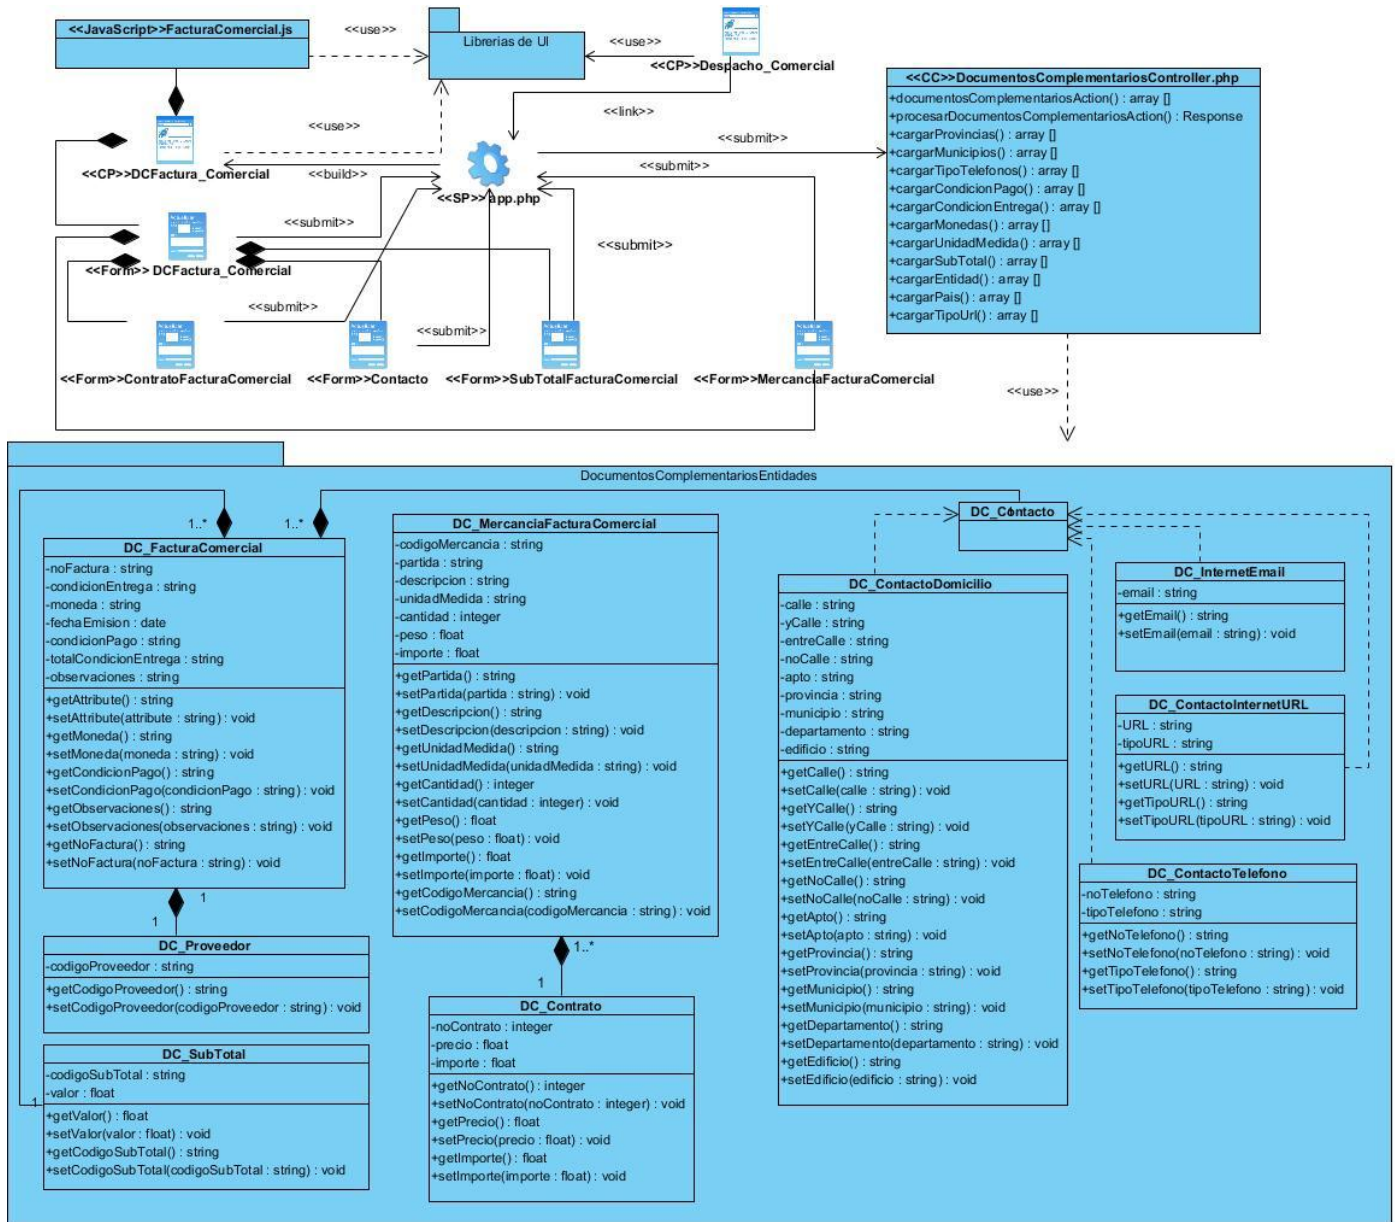 <<JavaScript>>FacturaComercial.js
<<use>>
Librerias de UI
<<use>>
<<CP>>Despacho_Comercial
<<link>>
<<use>>
<<CP>>DCFactura_Comercial
<<build>>
<<SP>> app.php
<<submit>>
<<submit>>
<<submit>>
<<submit>>
<<Form>> DCFactura_Comercial
<<submit>>
<<submit>>
<<Form>>ContratoFacturaComercial
<<Form>>Contacto
<<Form>>SubTotalFacturaComercial
<<Form>>MercanciaFacturaComercial
<<CC>>DocumentosComplementariosController.php
+documentosComplementariosAction() : array []
+procesarDocumentosComplementariosAction() : Response
+cargarProvincias() : array []
+cargarMunicipios() : array []
+cargarTipoTelefonos() : array []
+cargarCondicionPago() : array []
+cargarCondicionEntrega() : array []
+cargarMonedas() : array []
+cargarUnidadMedida() : array []
+cargarSubTotal() : array []
+cargarEntidad() : array []
+cargarPais() : array []
+cargarTipoUrl() : array []
<<use>>
DocumentosComplementariosEntidades
1..*
1..*
DC_FacturaComercial
-noFactura : string
-condicionEntrega : string
-moneda : string
-fechaEmision : date
-condicionPago : string
-totalCondicionEntrega : string
-observaciones : string
+getAttribute() : string
+setAttribute(attribute : string) : void
+getMoneda() : string
+setMoneda(moneda : string) : void
+getCondicionPago() : string
+setCondicionPago(condicionPago : string) : void
+getObservaciones() : string
+setObservaciones(observaciones : string) : void
+getNoFactura() : string
+setNoFactura(noFactura : string) : void
1
1
DC_Proveedor
-codigoProveedor : string
+getCodigoProveedor() : string
+setCodigoProveedor(codigoProveedor : string) : void
DC_SubTotal
-codigoSubTotal : string
-valor : float
1
+getValor() : float
+setValor(valor : float) : void
+getCodigoSubTotal() : string
+setCodigoSubTotal(codigoSubTotal : string) : void
DC_MercanciaFacturaComercial
-codigoMercancia : string
-partida : string
-descripcion : string
-unidadMedida : string
-cantidad : integer
-peso : float
-importe : float
+getPartida() : string
+setPartida(partida : string) : void
+getDescripcion() : string
+setDescripcion(descripcion : string) : void
+getUnidadMedida() : string
+setUnidadMedida(unidadMedida : string) : void
+getCantidad() : integer
+setCantidad(cantidad : integer) : void
+getPeso() : float
+setPeso(peso : float) : void
+getImporte() : float
+setImporte(importe : float) : void
+getCodigoMercancia() : string
+setCodigoMercancia(codigoMercancia : string) : void
1..*
1
DC_Contrato
-noContrato : integer
-precio : float
-importe : float
+getNoContrato() : integer
+setNoContrato(noContrato : integer) : void
+getPrecio() : float
+setPrecio(precio : float) : void
+getImporte() : float
+setImporte(importe : float) : void
DC_Contacto
DC_ContactoDomicilio
-calle : string
-yCalle : string
-entreCalle : string
-noCalle : string
-apto : string
-provincia : string
-municipio : string
-departamento : string
-edificio : string
+getCalle() : string
+setCalle(calle : string) : void
+getYCalle() : string
+setYCalle(yCalle : string) : void
+getEntreCalle() : string
+setEntreCalle(entreCalle : string) : void
+getNoCalle() : string
+setNoCalle(noCalle : string) : void
+getApto() : string
+setApto(apto : string) : void
+getProvincia() : string
+setProvincia(provincia : string) : void
+getMunicipio() : string
+setMunicipio(municipio : string) : void
+getDepartamento() : string
+setDepartamento(departamento : string) : void
+getEdificio() : string
+setEdificio(edificio : string) : void
DC_InternetEmail
-email : string
+getEmail() : string
+setEmail(email : string) : void
DC_ContactoInternetURL
-URL : string
-tipoURL : string
+getURL() : string
+setURL(URL : string) : void
+getTipoURL() : string
+setTipoURL(tipoURL : string) : void
DC_ContactoTelefono
-noTelefono : string
-tipoTelefono : string
+getNoTelefono() : string
+setNoTelefono(noTelefono : string) : void
+getTipoTelefono() : string
+setTipoTelefono(tipoTelefono : string) : void